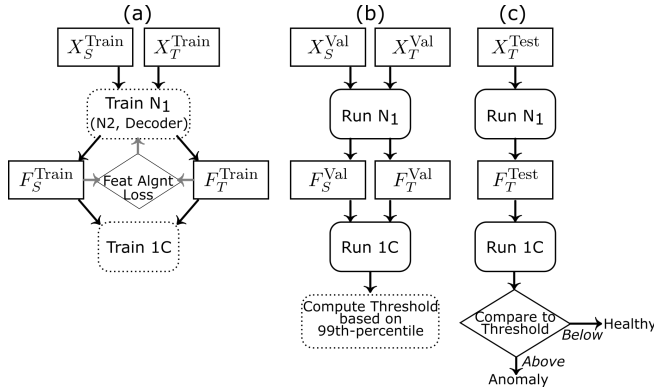 (a)
X_S^Train X_T^Train
Train N₁
(N2, Decoder)
F_S^Train
Feat Algnt
Loss
F_T^Train
Train 1C
(b)
X_S^Val X_T^Val
Run N₁
F_S^Val F_T^Val
Run 1C
Compute Threshold
based on
99th-percentile
(c)
X_T^Test
Run N₁
F_T^Test
Run 1C
Compare to
Threshold
Below
Healthy
Above
Anomaly